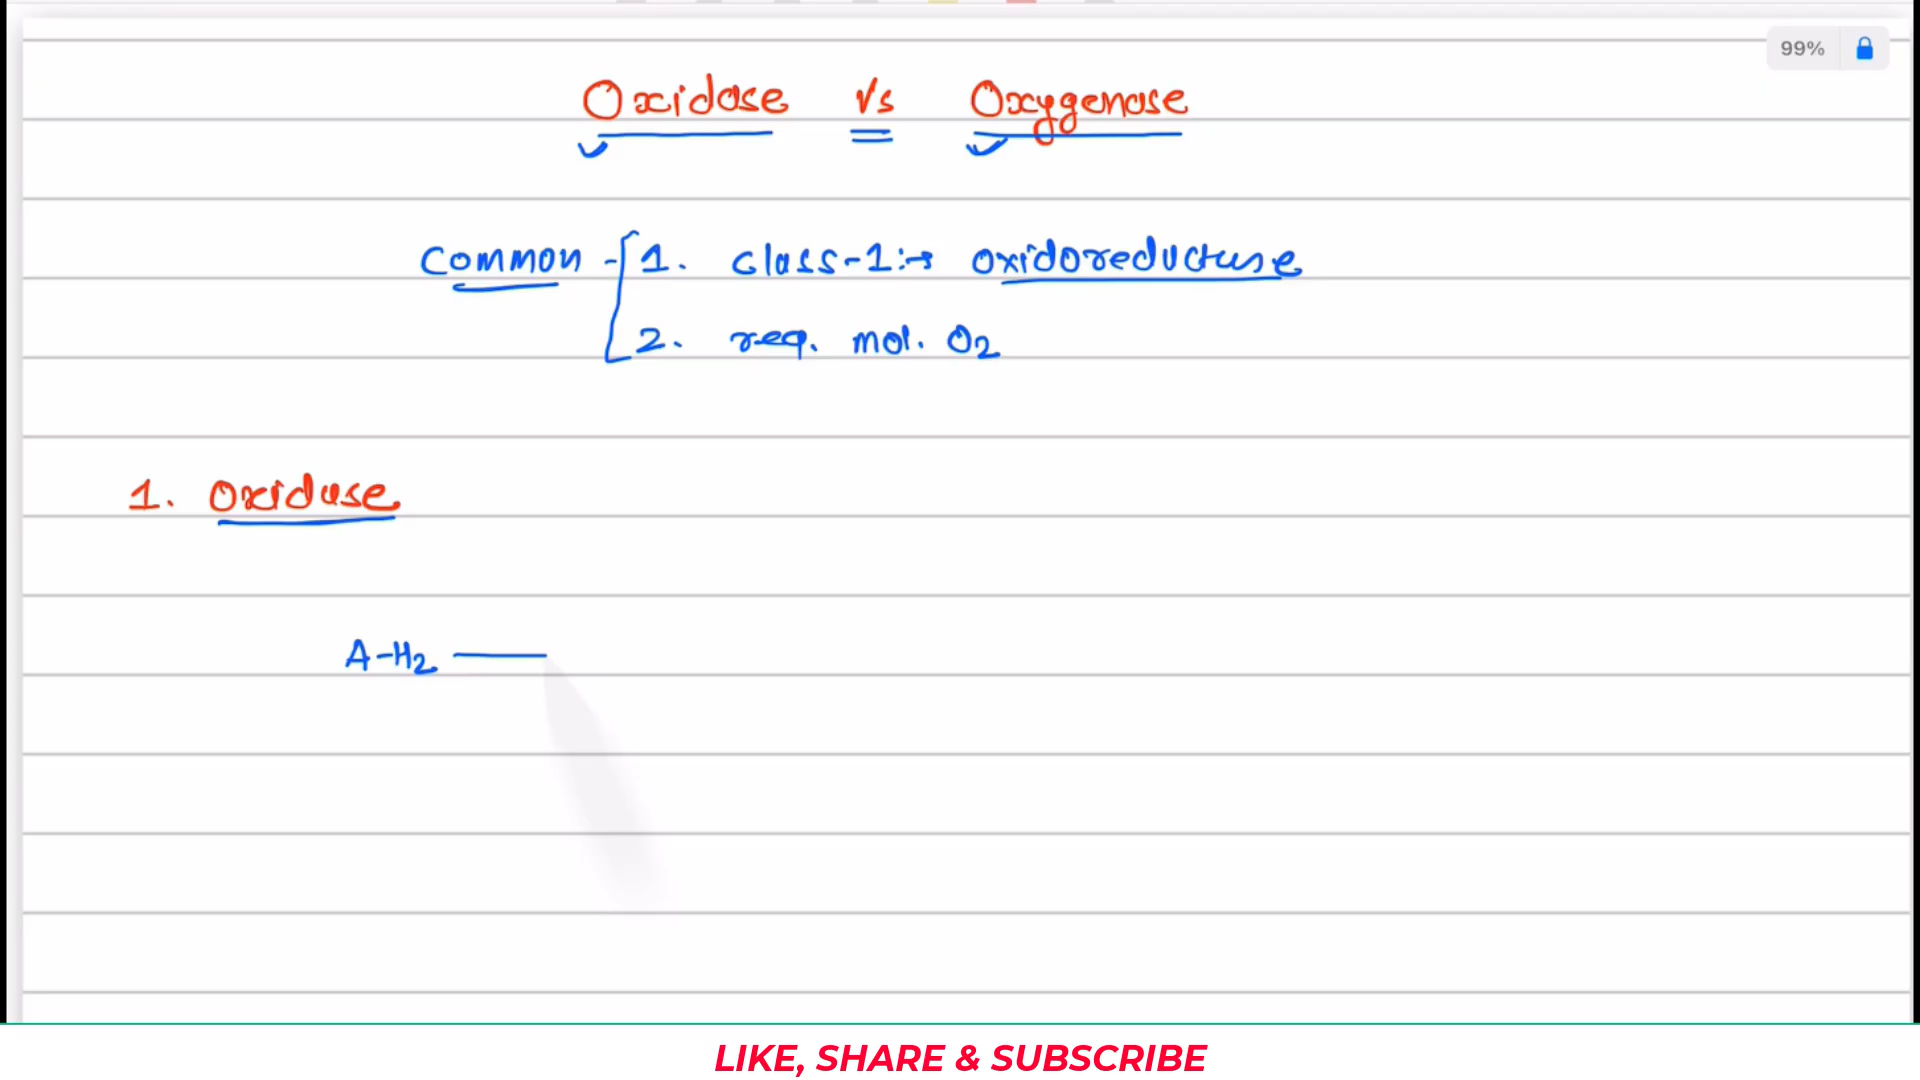 99%
Oxidase Vs Oxygenase
Common - 1. class-1:→ oxidoreductase
2. req. mol. O2
1. Oxidase
A-H2
LIKE, SHARE & SUBSCRIBE